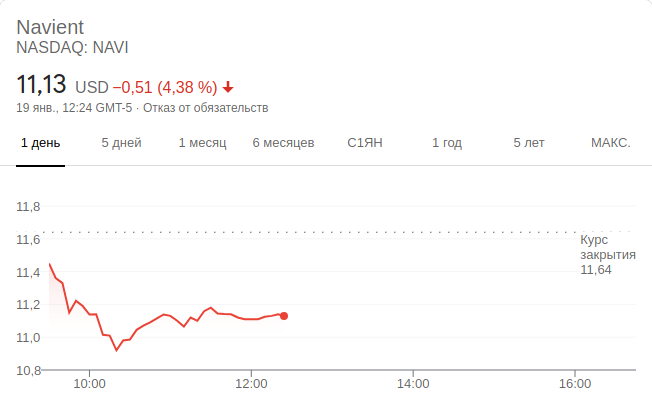 Navient
NASDAQ: NAVI
11,13 USD −0,51 (4,38 %)
19 янв., 12:24 GMT-5 · Отказ от обязательств
1 день 5 дней 1 месяц 6 месяцев С1ЯН 1 год 5 лет МАКС.
11,8
11,6
Курс
закрытия
11,64
11,4
11,2
11,0
10,8
10:00 12:00 14:00 16:00